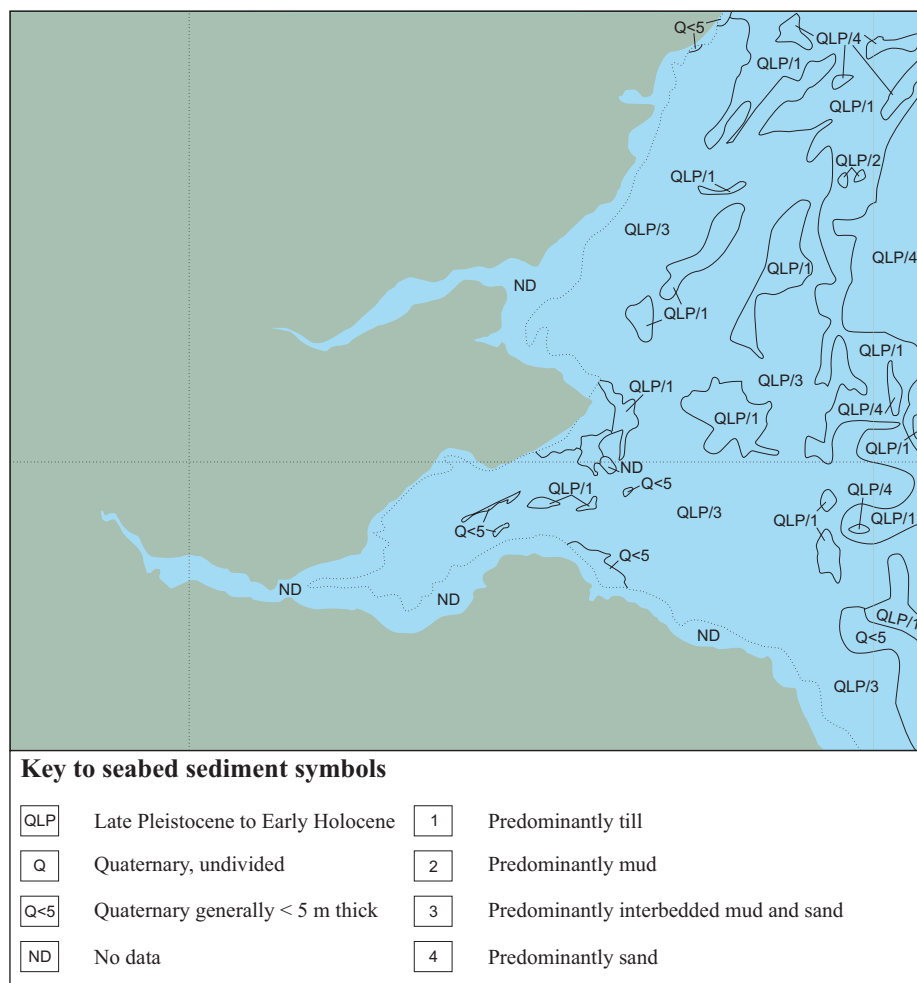 Q<5
QLP/4
QLP/1
QLP/1
QLP/2
QLP/1
QLP/3
QLP/4
QLP/1
ND
QLP/1
QLP/1
QLP/3
QLP/1
QLP/4
QLP/1
QLP/1
ND
Q<5
QLP/1
QLP/4
QLP/3
QLP/1
QLP/1
Q<5
Q<5
ND
ND
QLP/1
ND
Q<5
QLP/3
Key to seabed sediment symbols
QLP Late Pleistocene to Early Holocene
1 Predominantly till
Q Quaternary, undivided
2 Predominantly mud
Q<5 Quaternary generally < 5 m thick
3 Predominantly interbedded mud and sand
ND No data
4 Predominantly sand